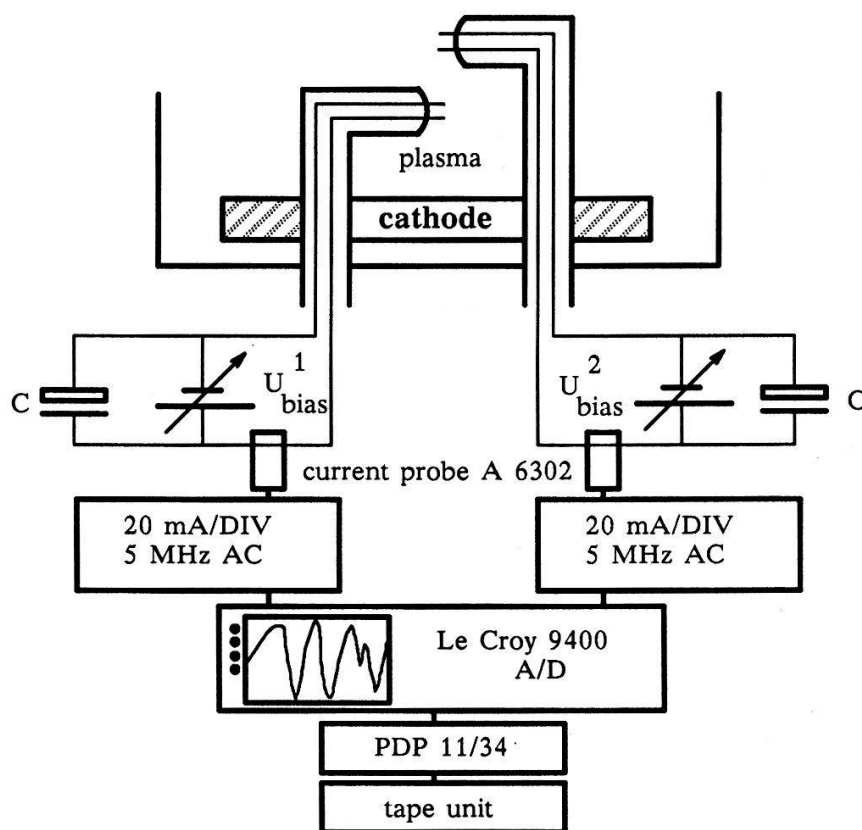 plasma
cathode
C
U bias 1
U bias 2
C
current probe A 6302
20 mA/DIV
5 MHz AC
20 mA/DIV
5 MHz AC
Le Croy 9400
A/D
PDP 11/34
tape unit